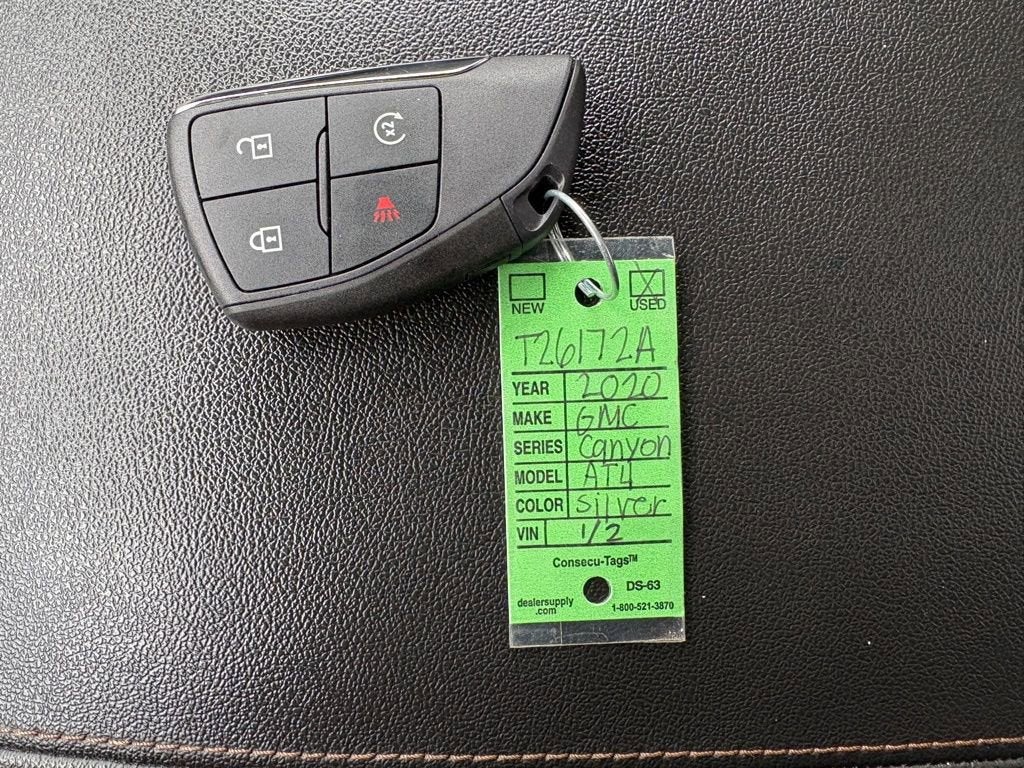 x2
NEW USED
T26172A
YEAR 2020
MAKE GMC
SERIES Canyon
MODEL AT4
COLOR Silver
VIN 1/2
Consecu-Tags™
DS-63
dealersupply
.com
1-800-521-3870